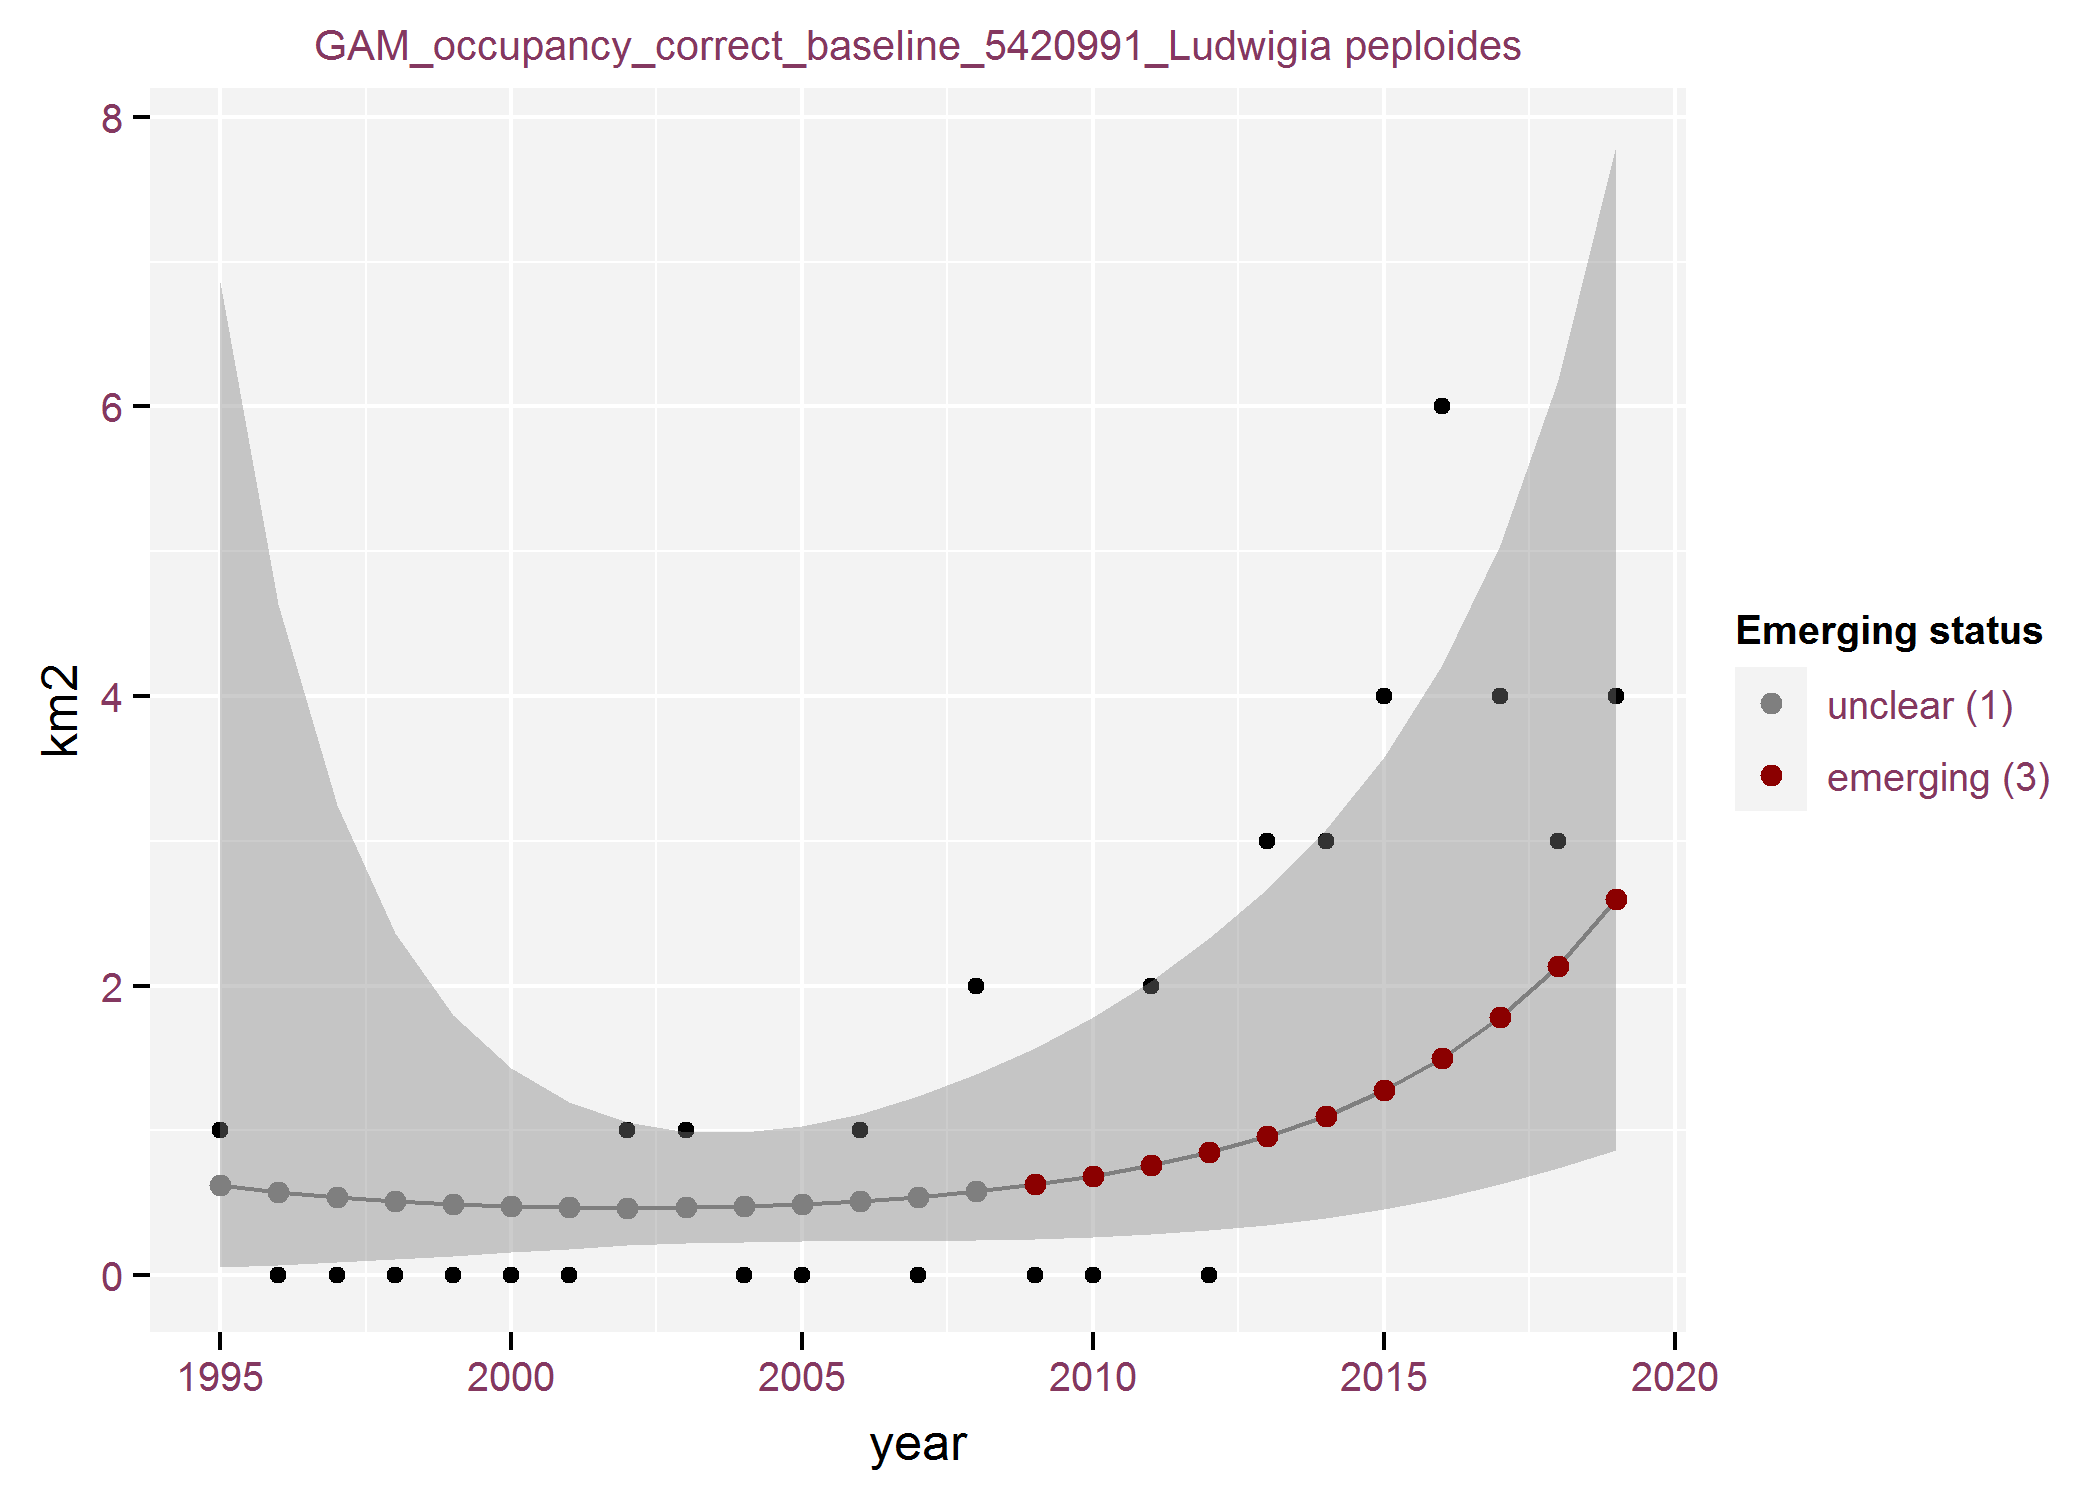 GAM_occupancy_correct_baseline_5420991_Ludwigia peploides
8
6
4
2
0
km2
1995 2000 2005 2010 2015 2020
year
Emerging status
unclear (1)
emerging (3)